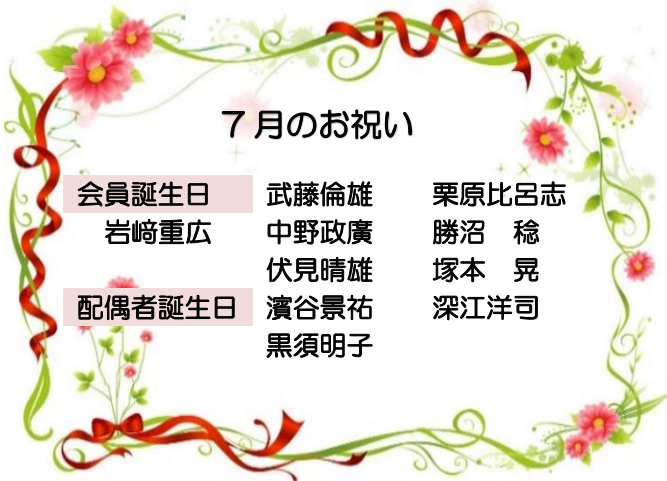 ７月のお祝い
会員誕生日　武藤倫雄　栗原比呂志
岩﨑重広　中野政廣　勝沼　稔
伏見晴雄　塚本　晃
配偶者誕生日　濱谷景祐　深江洋司
黒須明子